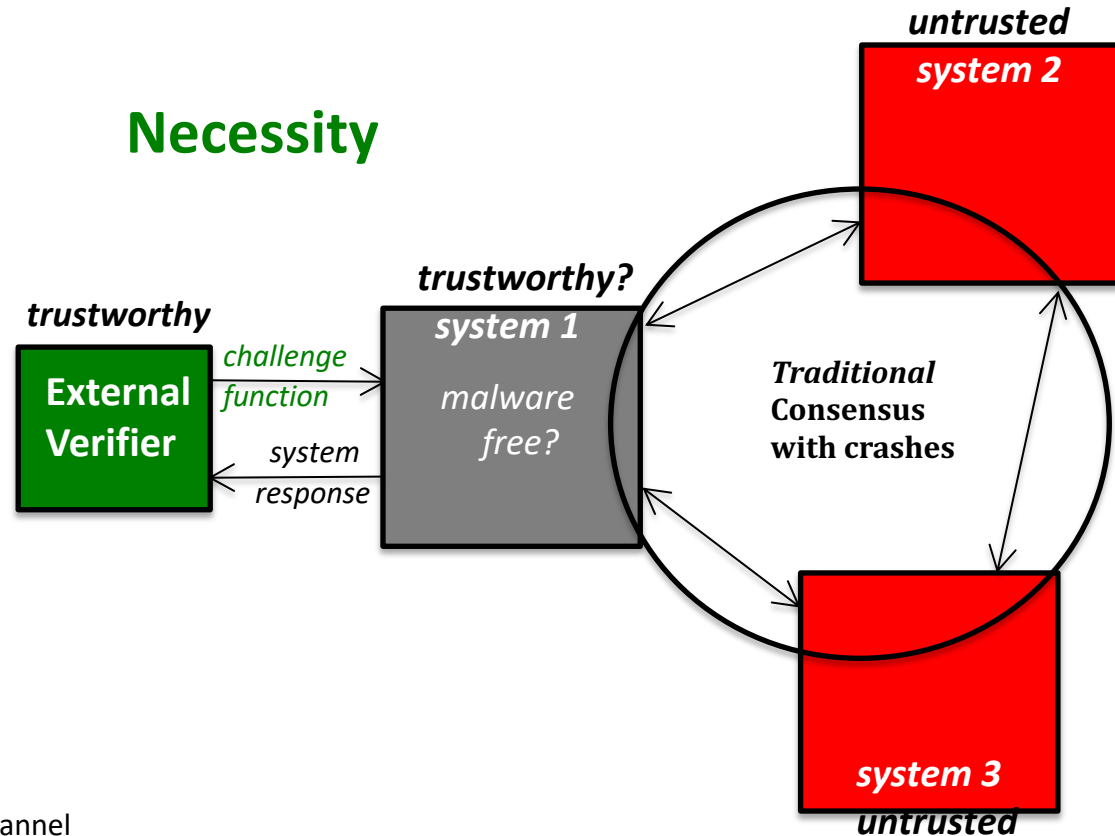 Necessity
untrusted
system 2
trustworthy?
system 1
malware
free?
trustworthy
External
Verifier
challenge
function
system
response
Traditional
Consensus
with crashes
system 3
untrusted
annel